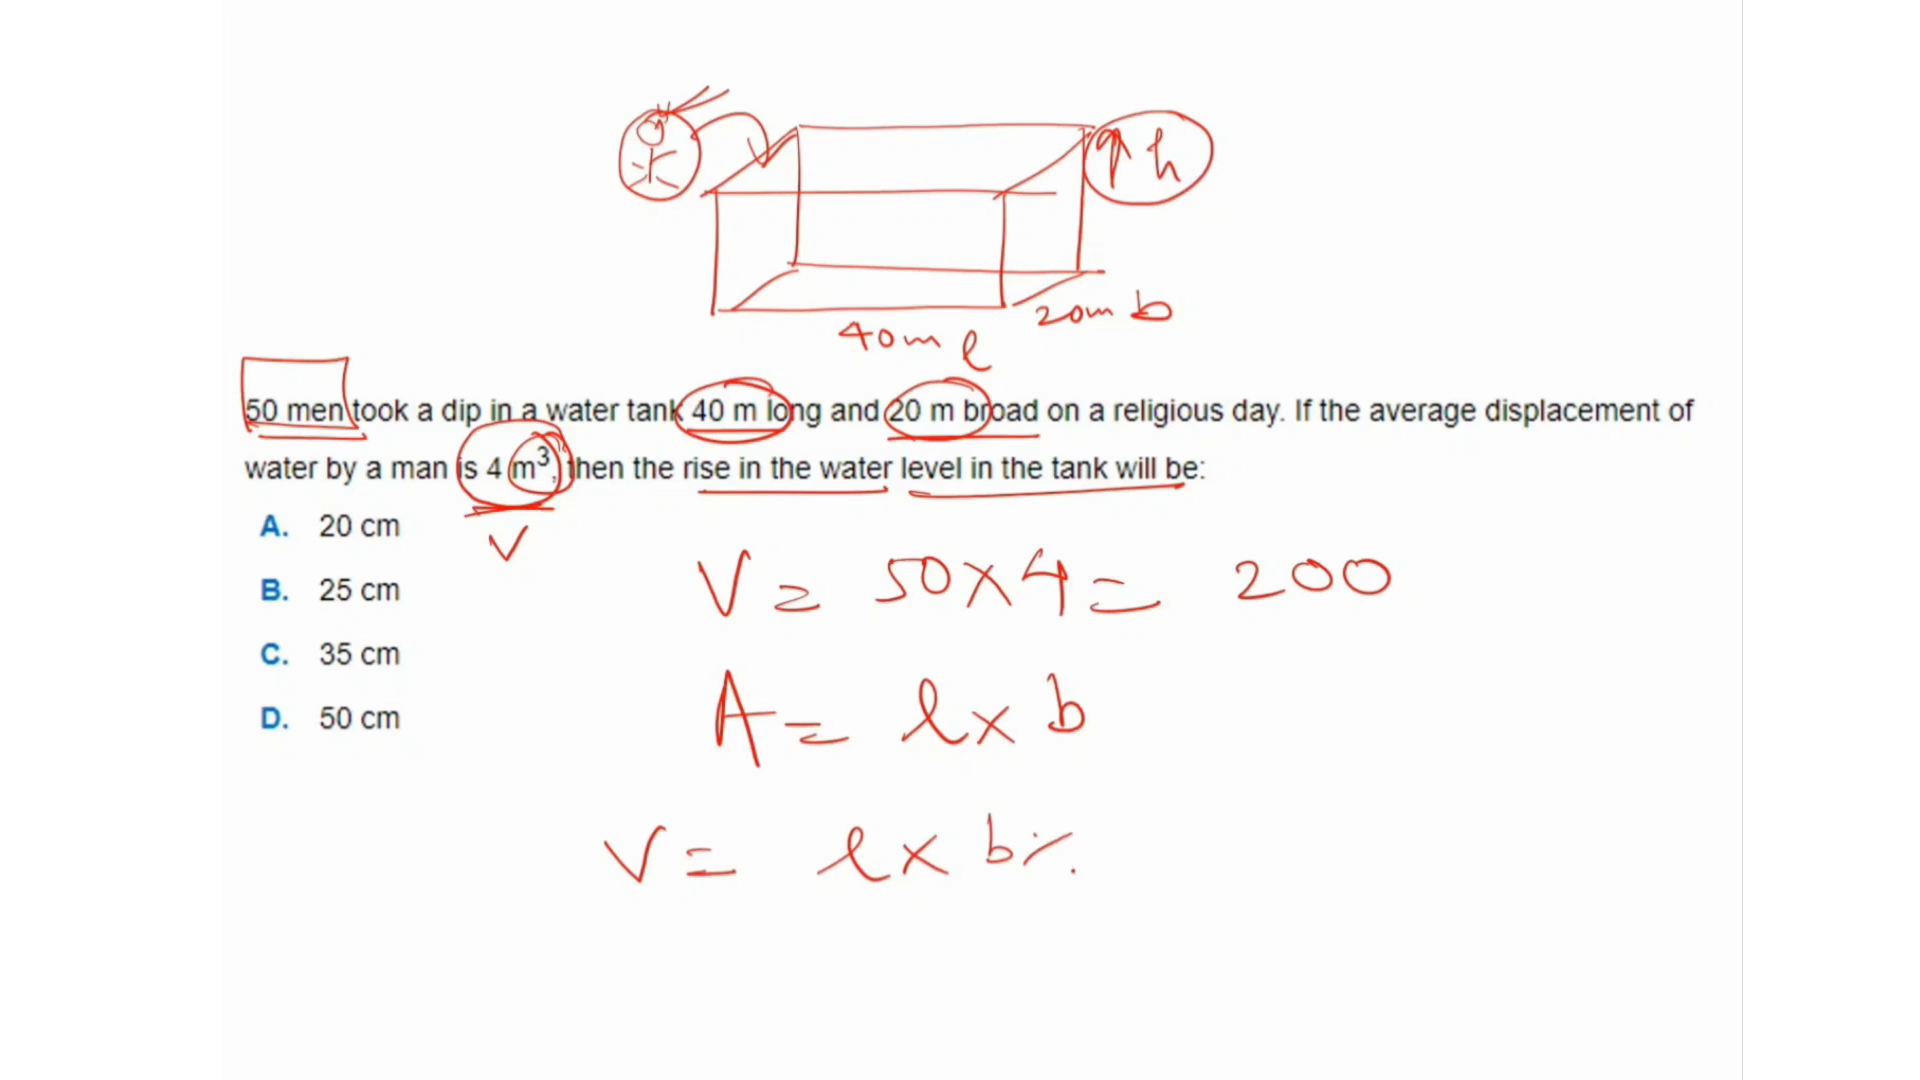 h
20m b
40m l
50 men took a dip in a water tank 40 m long and 20 m broad on a religious day. If the average displacement of
water by a man is 4 m³, then the rise in the water level in the tank will be:
A. 20 cm
V
V = 50 × 4 = 200
B. 25 cm
C. 35 cm
A = l × b
D. 50 cm
V = l × b